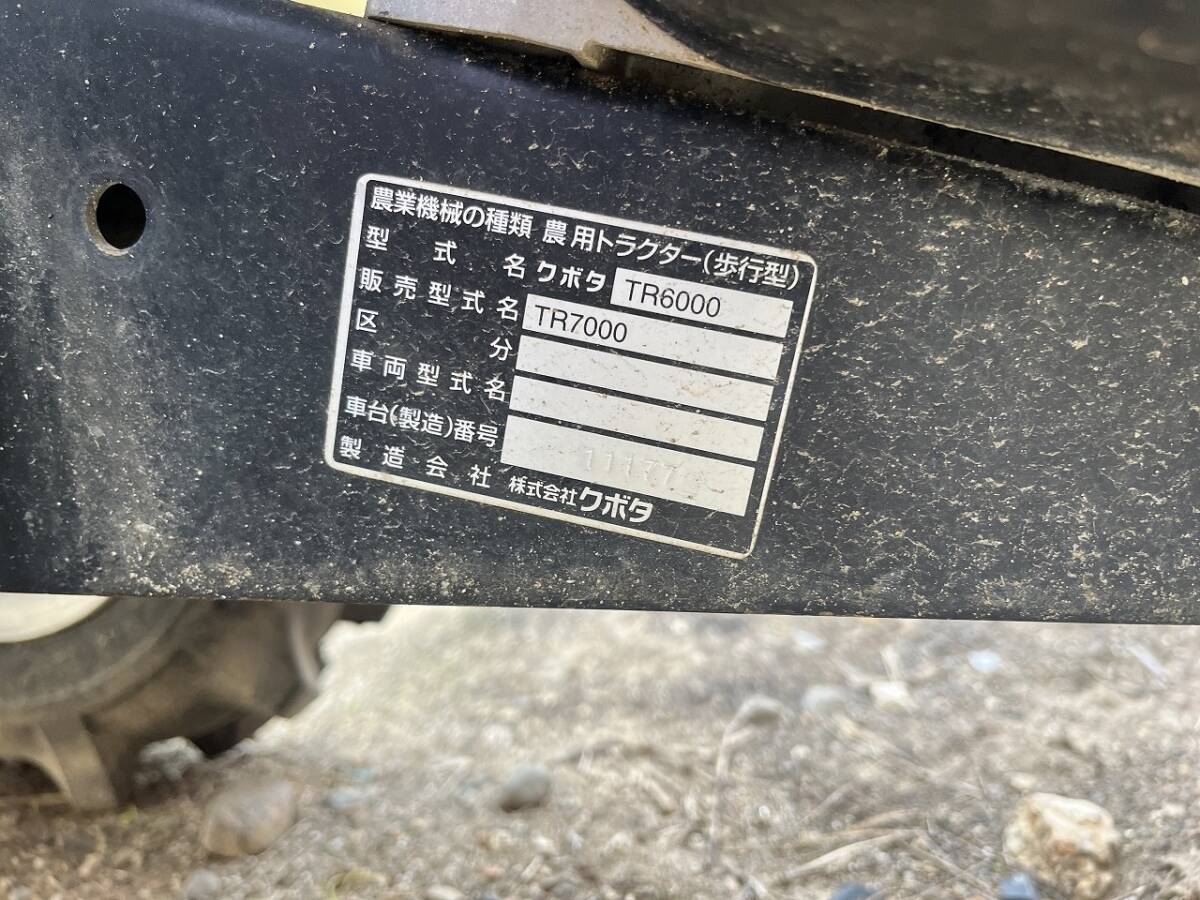 農業機械の種類 農用トラクター(歩行型)
型式名 クボタ TR6000
販売型式名 TR7000
区分
車両型式名
車台(製造)番号 11177
製造会社 株式会社クボタ